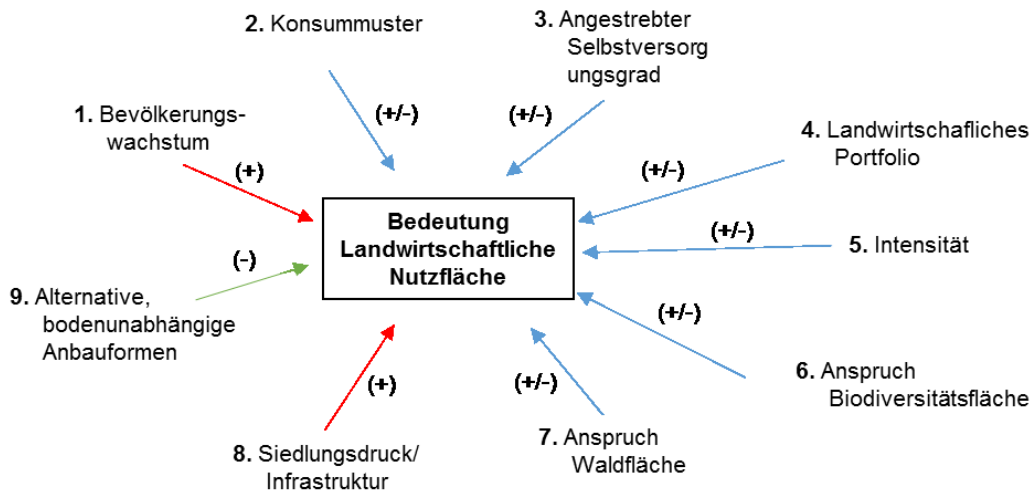 2. Konsummuster
(+/-)
3. Angestrebter
Selbstversorg
ungsgrad
(+/-)
1. Bevölkerungs-
wachstum
(+)
4. Landwirtschafliches
Portfolio
(+/-)
Bedeutung
Landwirtschaftliche
Nutzfläche
5. Intensität
(+/-)
9. Alternative,
bodenunabhängige
Anbauformen
(-)
6. Anspruch
Biodiversitätsfläche
(+/-)
8. Siedlungsdruck/
Infrastruktur
(+)
7. Anspruch
Waldfläche
(+/-)